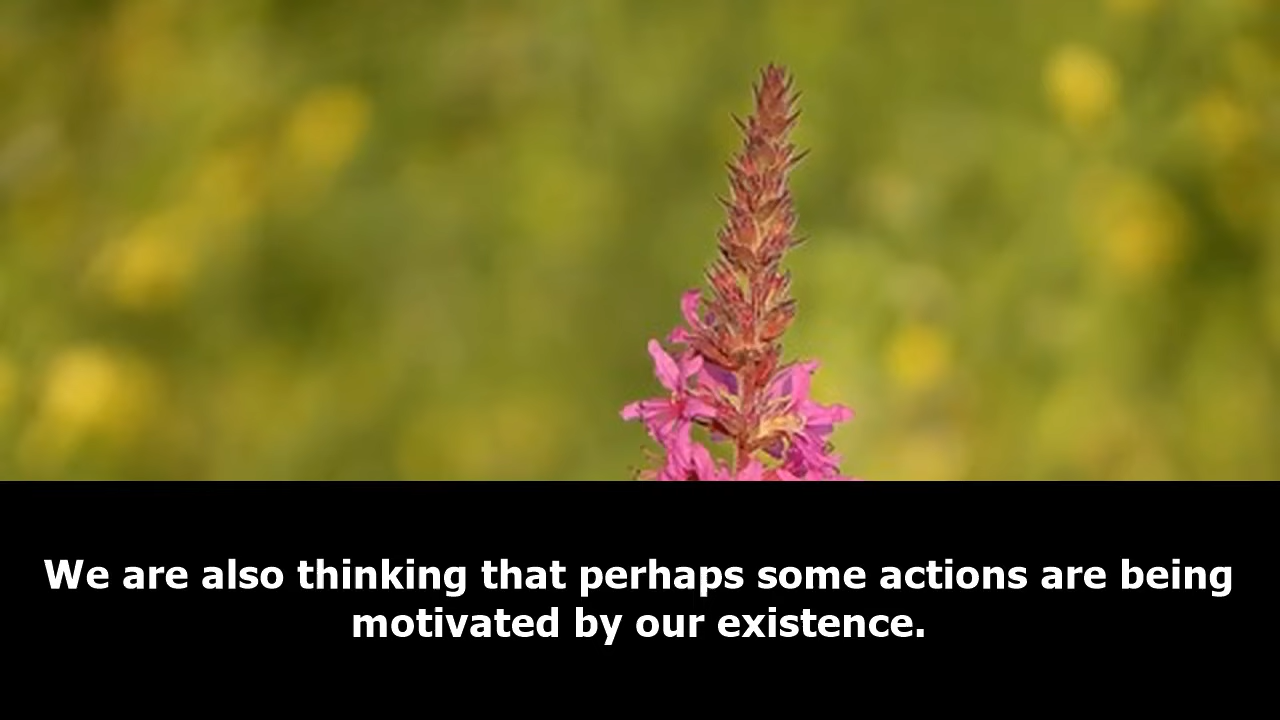 We are also thinking that perhaps some actions are being
motivated by our existence.